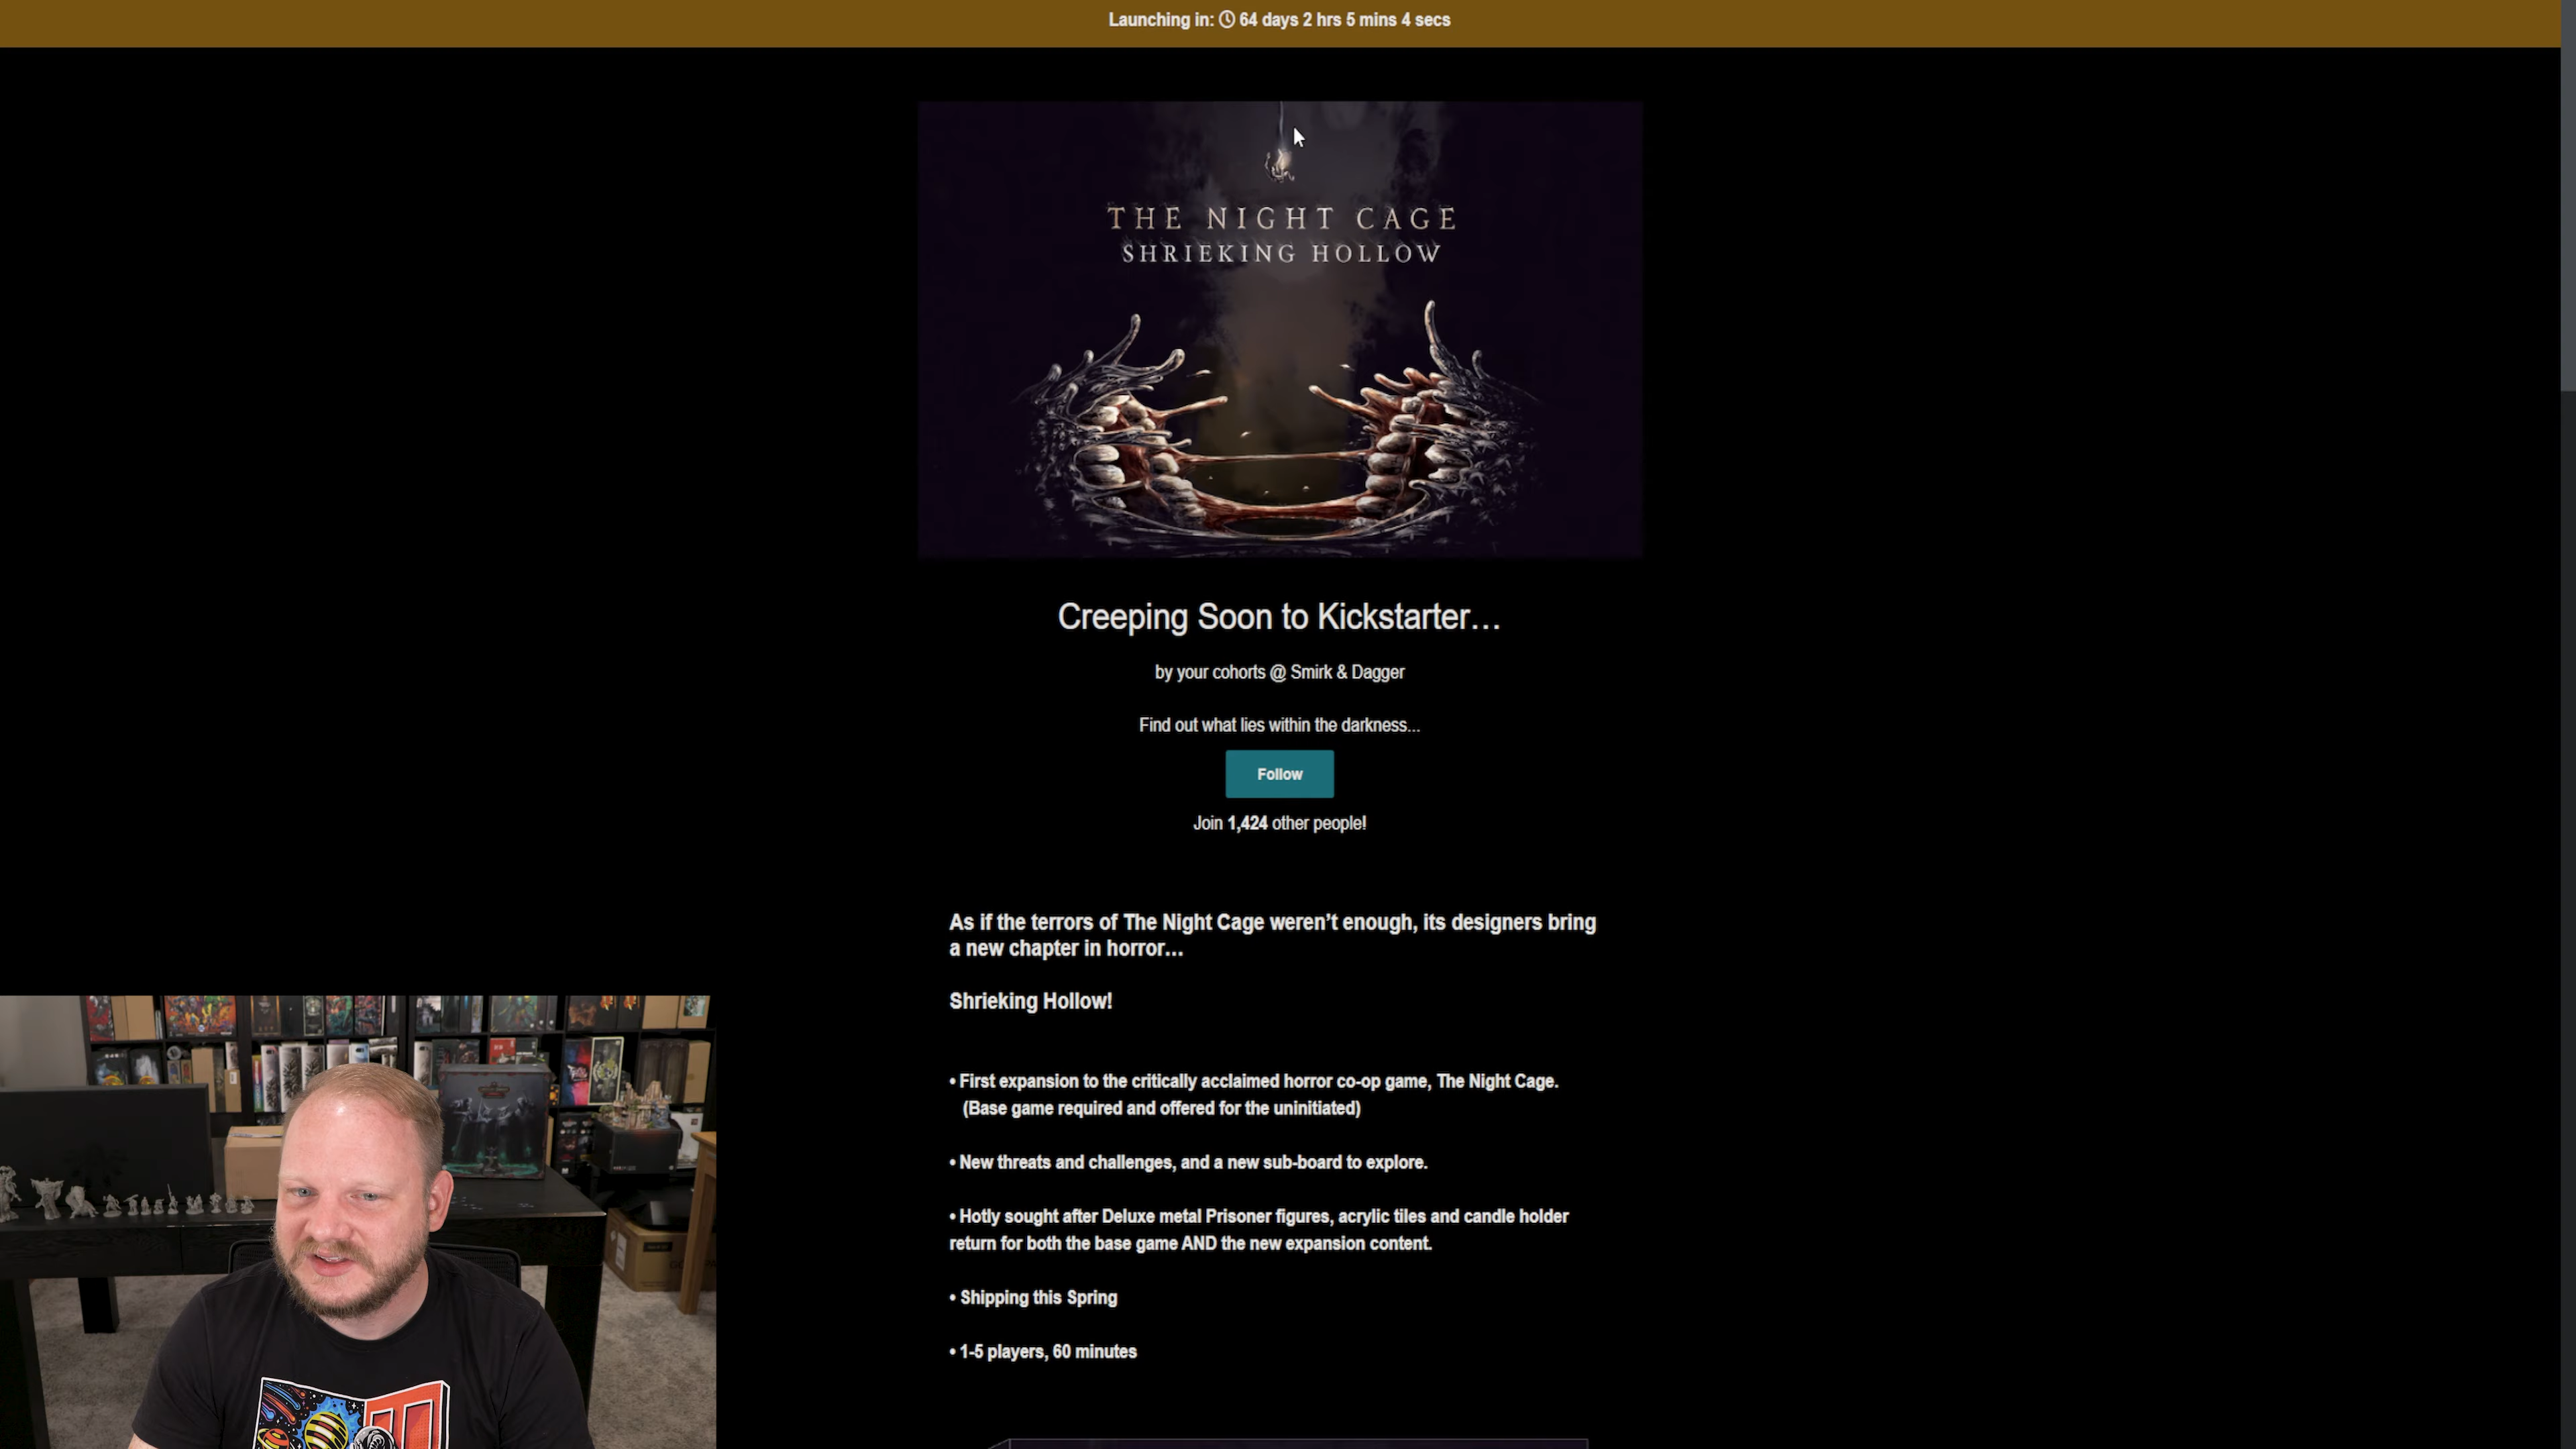 Launching in: 64 days 2 hrs 5 mins 4 secs
THE NIGHT CAGE
SHRIEKING HOLLOW
Creeping Soon to Kickstarter…
by your cohorts @ Smirk & Dagger
Find out what lies within the darkness...
Follow
Join 1,424 other people!
As if the terrors of The Night Cage weren’t enough, its designers bring
a new chapter in horror…
Shrieking Hollow!
• First expansion to the critically acclaimed horror co-op game, The Night Cage.
(Base game required and offered for the uninitiated)
• New threats and challenges, and a new sub-board to explore.
• Hotly sought after Deluxe metal Prisoner figures, acrylic tiles and candle holder
return for both the base game AND the new expansion content.
• Shipping this Spring
• 1-5 players, 60 minutes